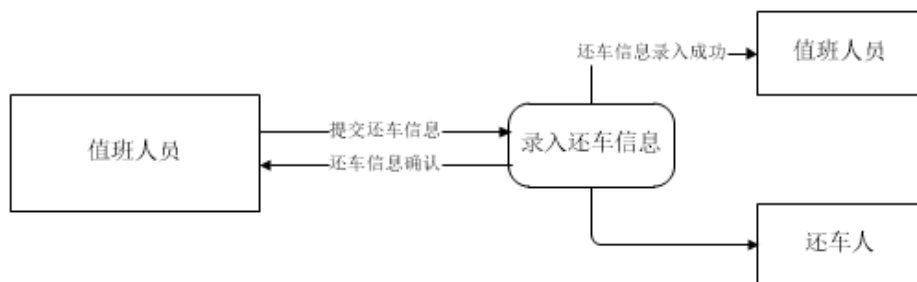 还车信息录入成功
值班人员
值班人员
提交还车信息
还车信息确认
录入还车信息
还车人